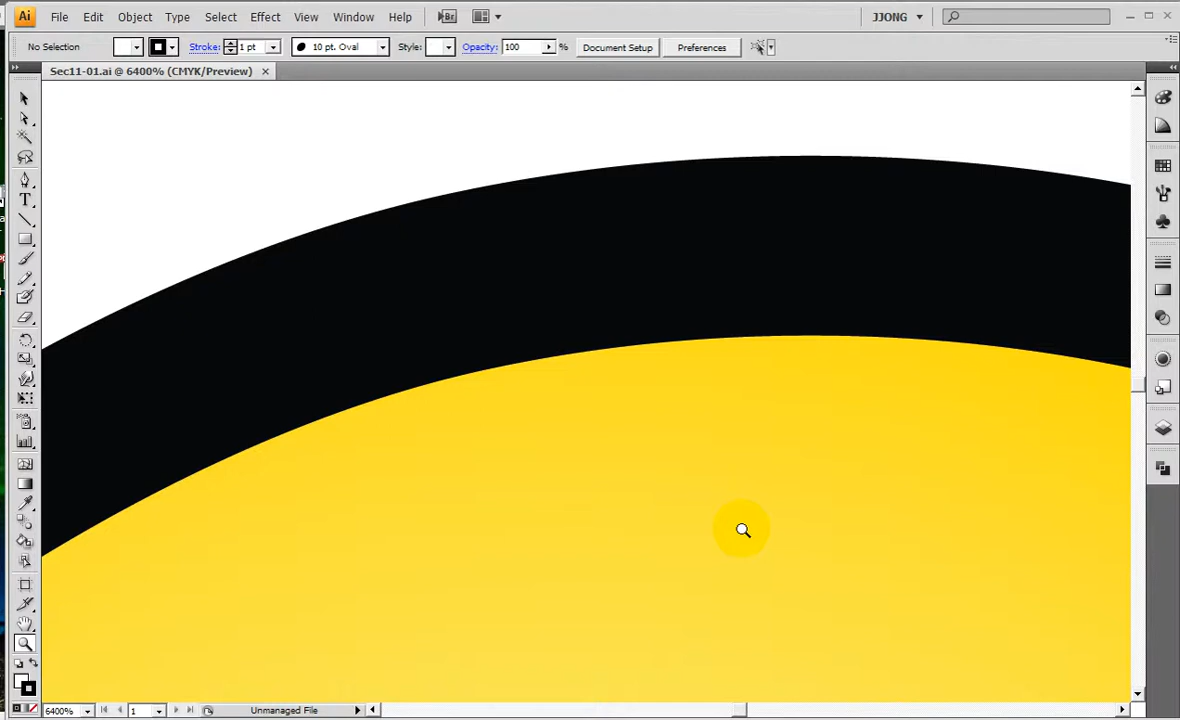 Ai File Edit Object Type Select Effect View Window Help Br JJONG
No Selection Stroke: 1 pt 10 pt. Oval Style: Opacity: 100 % Document Setup Preferences
Sec11-01.ai @ 6400% (CMYK/Preview)
T
6400% 1 Unmanaged File